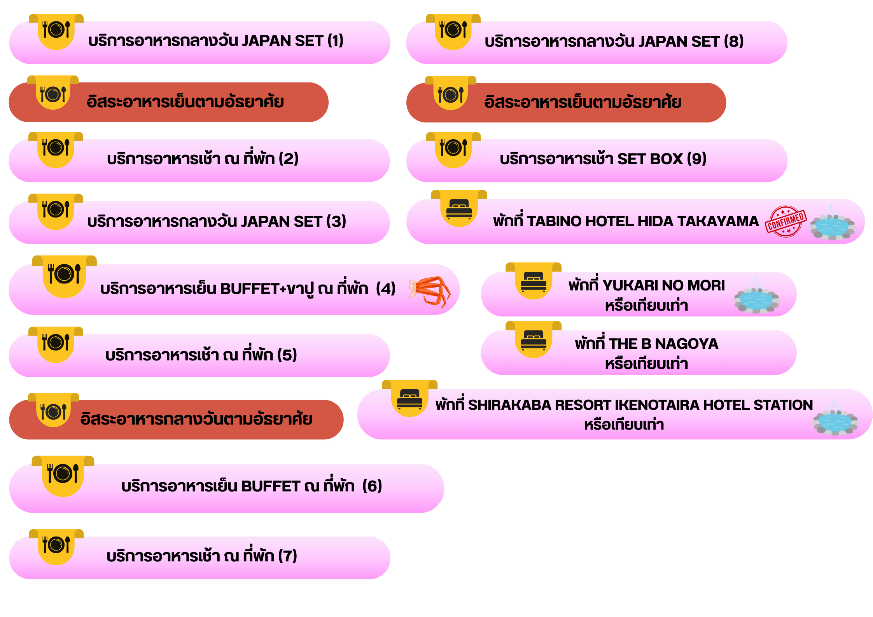 บริการอาหารกลางวัน JAPAN SET (1)
อิสระอาหารเย็นตามอัธยาศัย
บริการอาหารเช้า ณ ที่พัก (2)
บริการอาหารกลางวัน JAPAN SET (3)
บริการอาหารเย็น BUFFET+ขาปู ณ ที่พัก (4)
บริการอาหารเช้า ณ ที่พัก (5)
อิสระอาหารกลางวันตามอัธยาศัย
บริการอาหารเย็น BUFFET ณ ที่พัก (6)
บริการอาหารเช้า ณ ที่พัก (7)
บริการอาหารกลางวัน JAPAN SET (8)
อิสระอาหารเย็นตามอัธยาศัย
บริการอาหารเช้า SET BOX (9)
พักที่ TABINO HOTEL HIDA TAKAYAMA
CONFIRMED
พักที่ YUKARI NO MORI
หรือเทียบเท่า
พักที่ THE B NAGOYA
หรือเทียบเท่า
พักที่ SHIRAKABA RESORT IKENOTAIRA HOTEL STATION
หรือเทียบเท่า